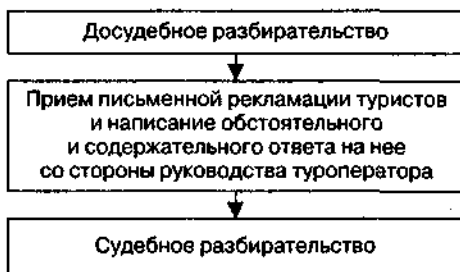 Досудебное разбирательство
Прием письменной рекламации туристов
и написание обстоятельного
и содержательного ответа на нее
со стороны руководства туроператора
Судебное разбирательство